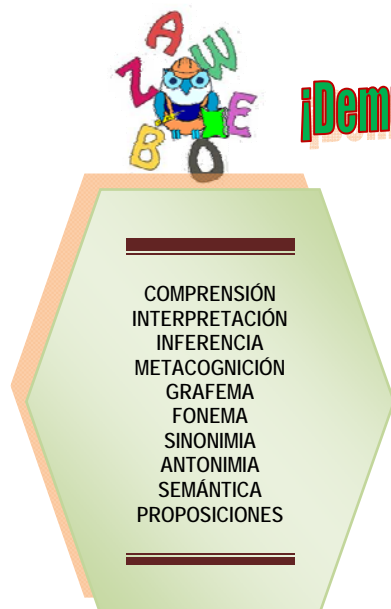 A
Z
W
E
B
O
¡Dem
COMPRENSIÓN
INTERPRETACIÓN
INFERENCIA
METACOGNICIÓN
GRAFEMA
FONEMA
SINONIMIA
ANTONIMIA
SEMÁNTICA
PROPOSICIONES